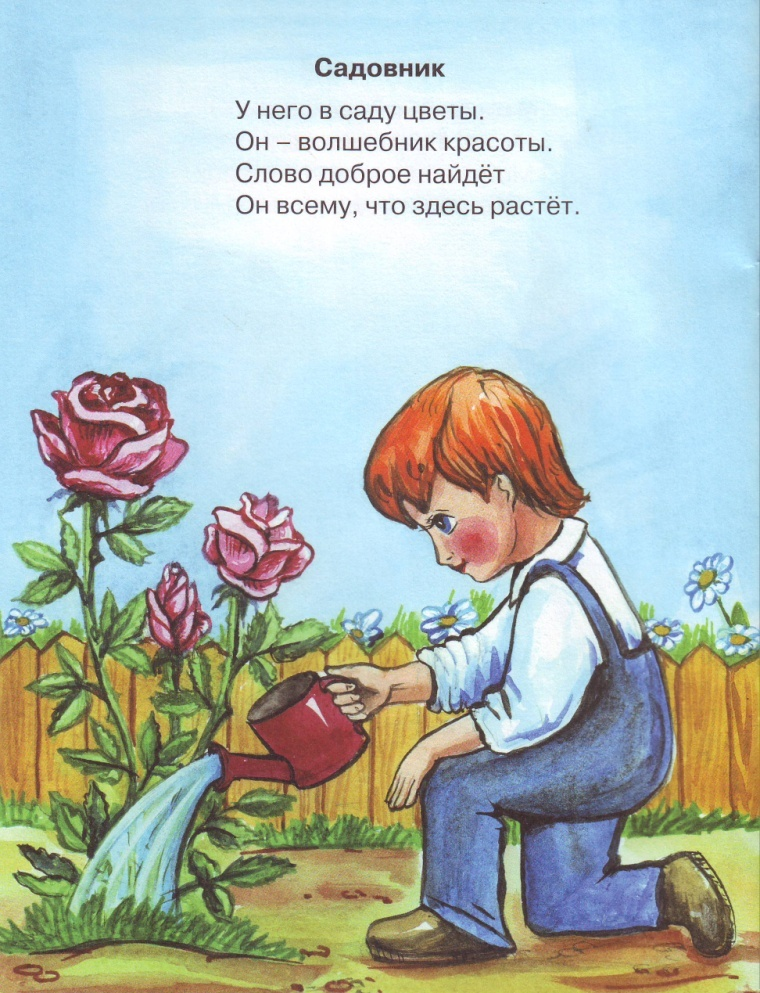 Садовник
У него в саду цветы.
Он – волшебник красоты.
Слово доброе найдёт
Он всему, что здесь растёт.